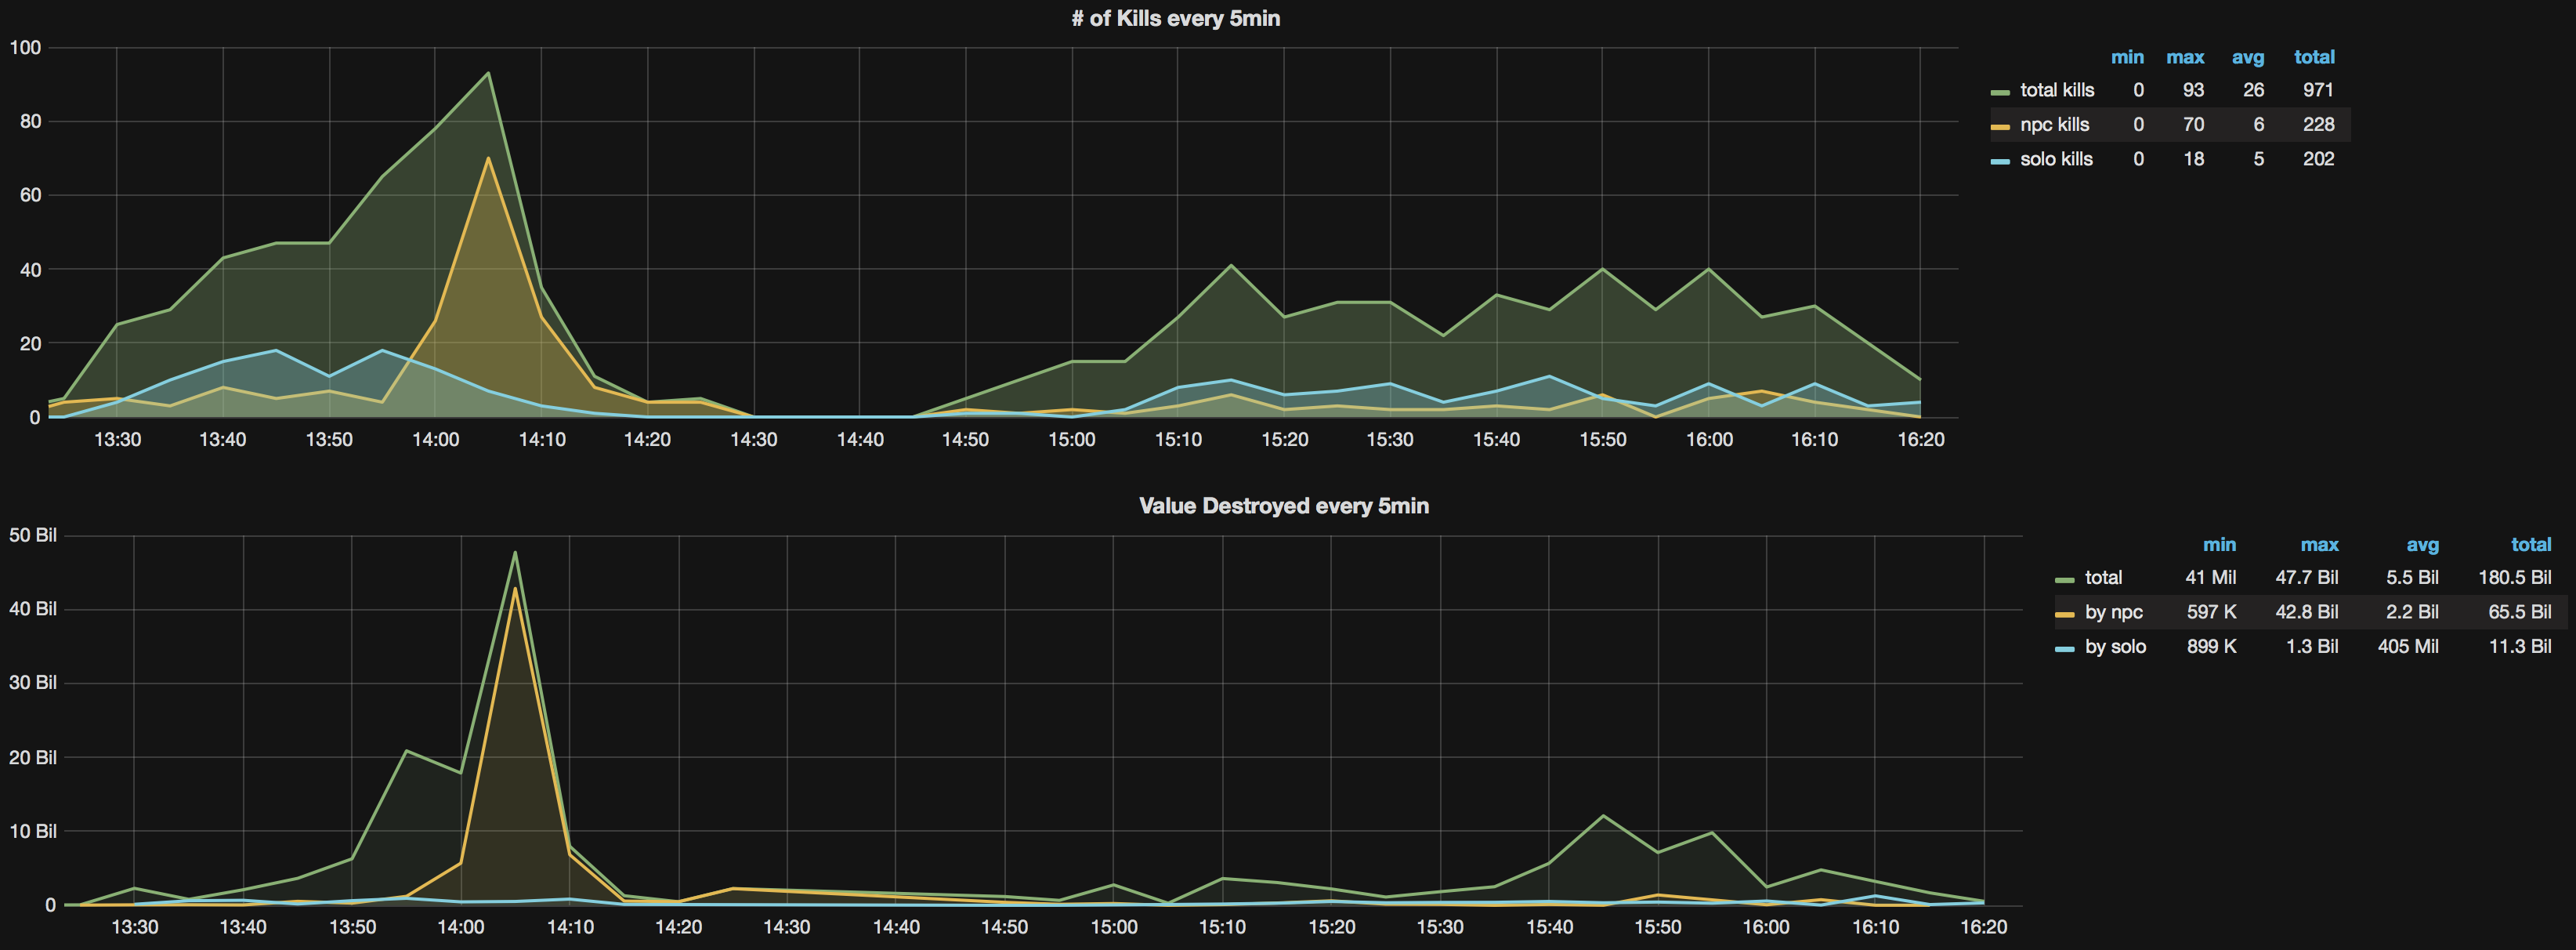 # of Kills every 5min
100
80
60
40
20
0
13:30 13:40 13:50 14:00 14:10 14:20 14:30 14:40 14:50 15:00 15:10 15:20 15:30 15:40 15:50 16:00 16:10 16:20
min max avg total
total kills 0 93 26 971
npc kills 0 70 6 228
solo kills 0 18 5 202
Value Destroyed every 5min
50 Bil
40 Bil
30 Bil
20 Bil
10 Bil
0
13:30 13:40 13:50 14:00 14:10 14:20 14:30 14:40 14:50 15:00 15:10 15:20 15:30 15:40 15:50 16:00 16:10 16:20
min max avg total
total 41 Mil 47.7 Bil 5.5 Bil 180.5 Bil
by npc 597 K 42.8 Bil 2.2 Bil 65.5 Bil
by solo 899 K 1.3 Bil 405 Mil 11.3 Bil